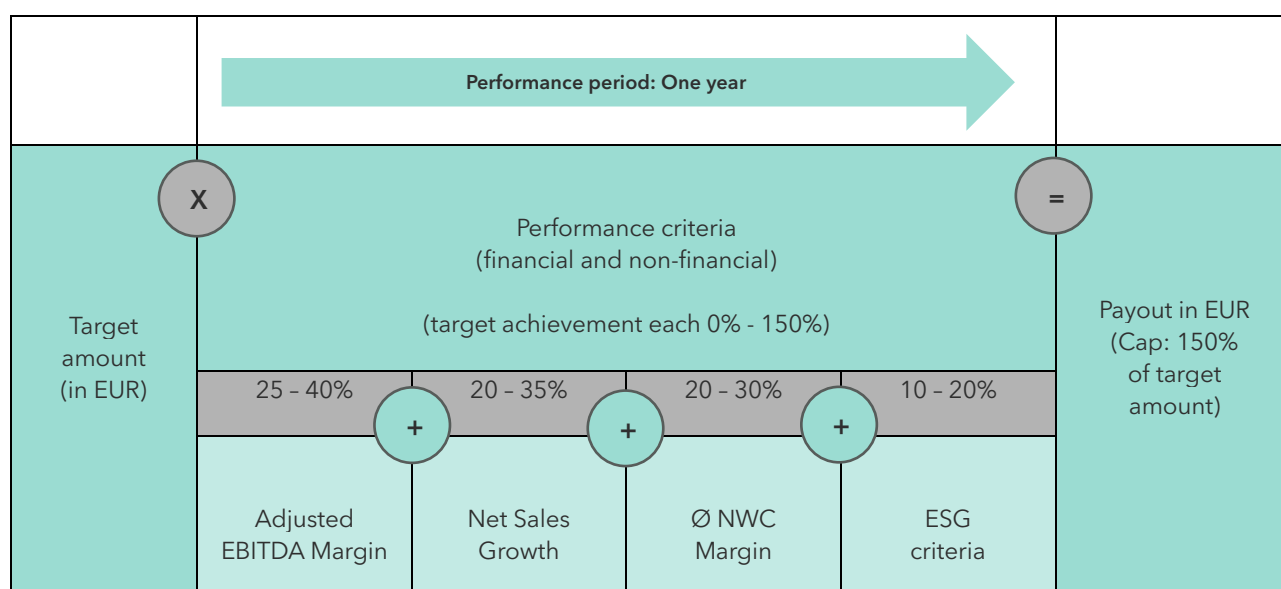 Performance period: One year
X
=
Performance criteria
(financial and non-financial)
(target achievement each 0% - 150%)
Target
amount
(in EUR)
Payout in EUR
(Cap: 150%
of target
amount)
25 – 40%
20 – 35%
20 – 30%
10 – 20%
+
+
+
Adjusted
EBITDA Margin
Net Sales
Growth
Ø NWC
Margin
ESG
criteria